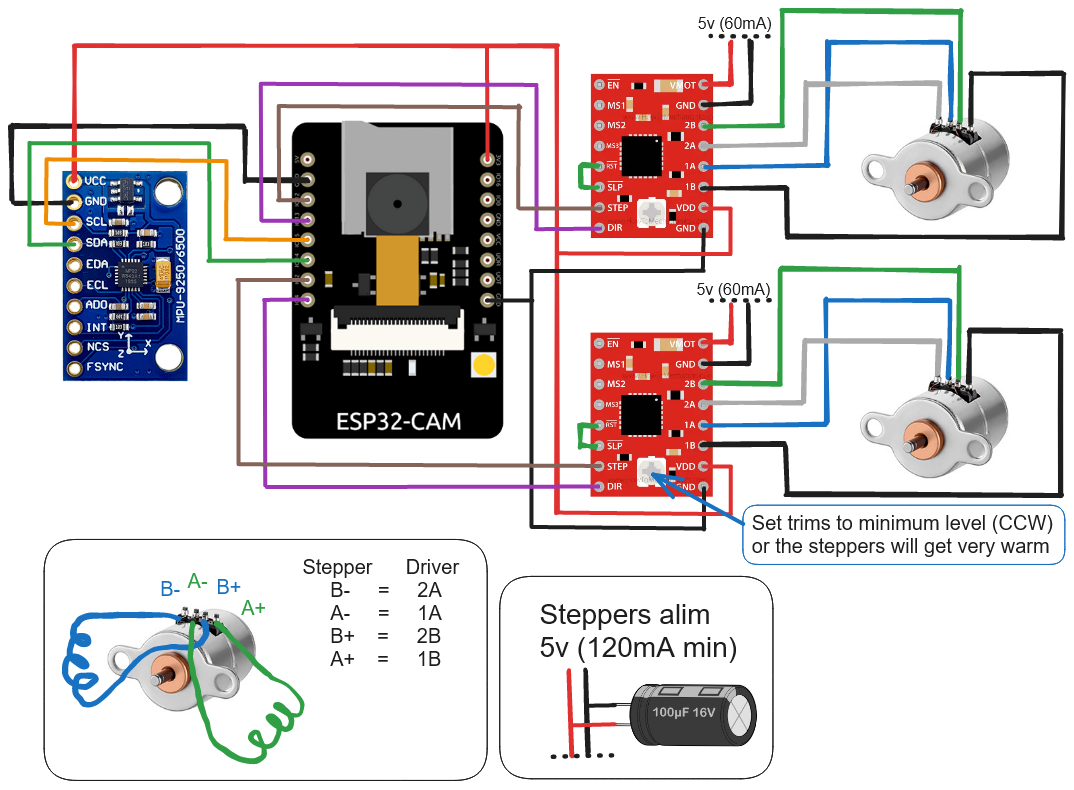 5v (60mA)
VCC
GND
SCL
SDA
EDA
ECL
ADO
INT
NCS
FSYNC
MPU-9250/6500
Y
X
Z
ESP32-CAM
EN
MS1
MS2
MS3
RST
SLP
STEP
DIR
VMOT
GND
2B
2A
1A
1B
VDD
GND
5v (60mA)
EN
MS1
MS2
MS3
RST
SLP
STEP
DIR
VMOT
GND
2B
2A
1A
1B
VDD
GND
Set trims to minimum level (CCW)
or the steppers will get very warm
B- A- B+
A+
Stepper Driver
B- = 2A
A- = 1A
B+ = 2B
A+ = 1B
Steppers alim
5v (120mA min)
100µF 16V